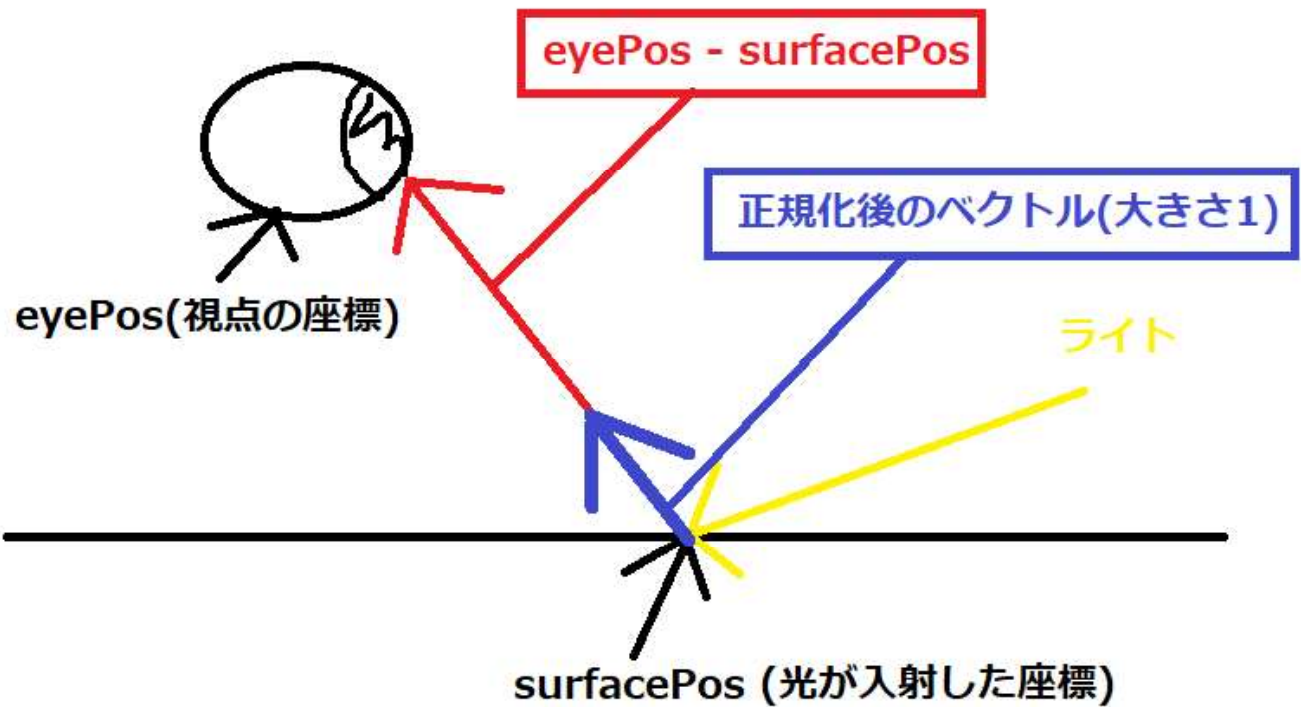 eyePos - surfacePos
正規化後のベクトル(大きさ1)
eyePos(視点の座標)
ライト
surfacePos (光が入射した座標)